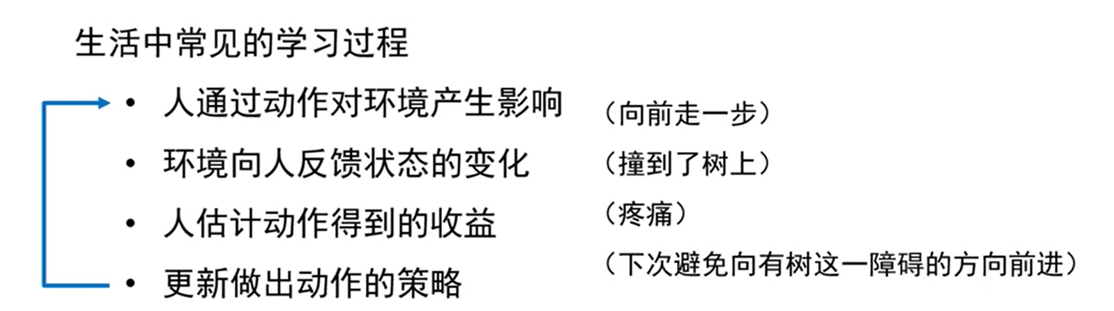 生活中常见的学习过程
• 人通过动作对环境产生影响 （向前走一步）
• 环境向人反馈状态的变化 （撞到了树上）
• 人估计动作得到的收益 （疼痛）
• 更新做出动作的策略 （下次避免向有树这一障碍的方向前进）